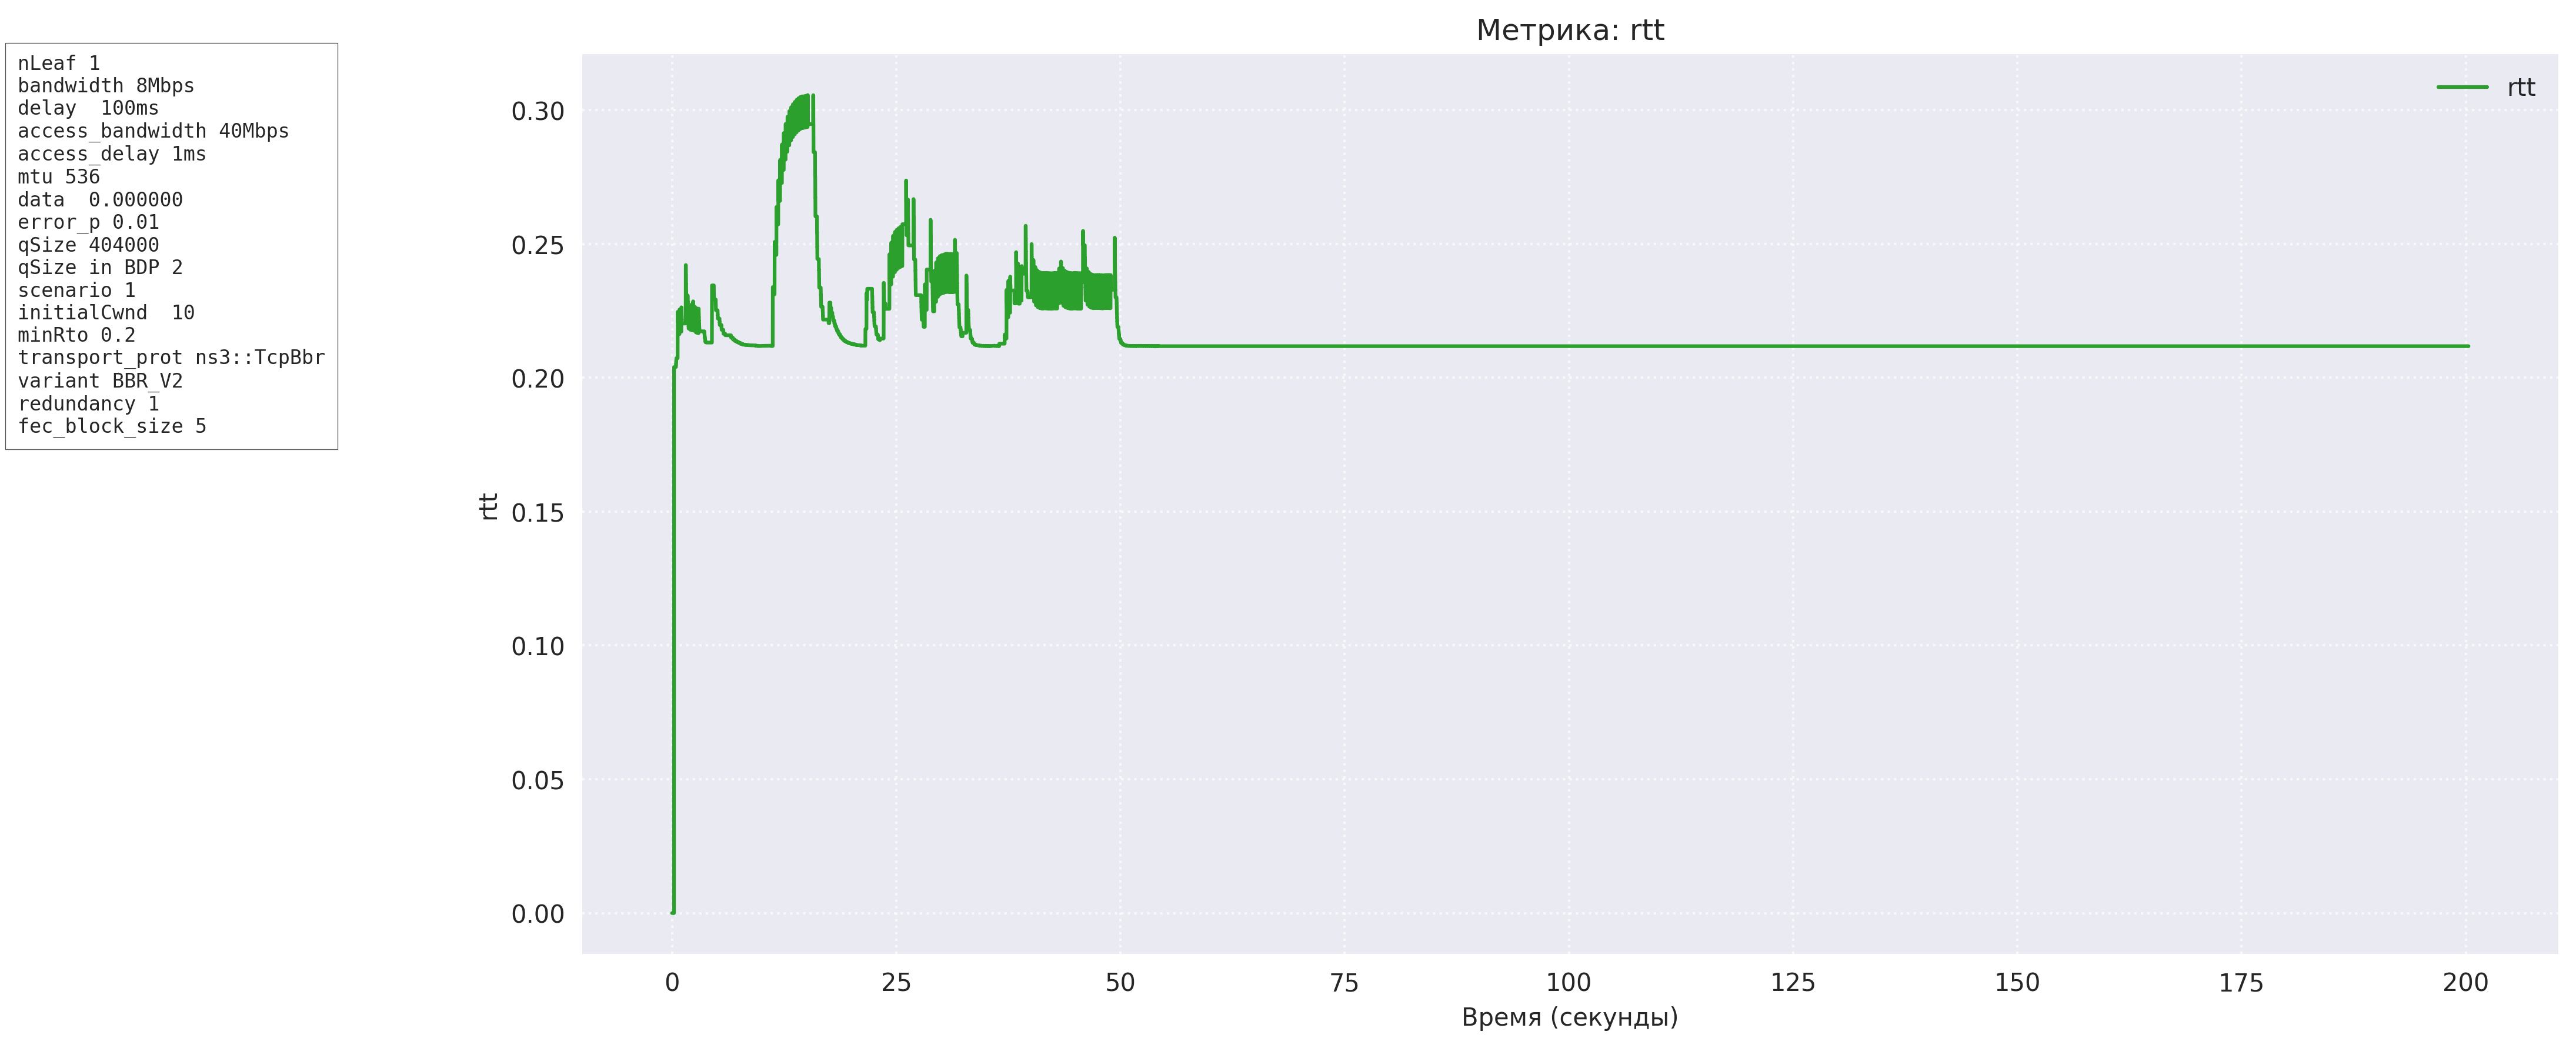 Метрика: rtt
nLeaf 1
bandwidth 8Mbps
delay  100ms
access_bandwidth 40Mbps
access_delay 1ms
mtu 536
data  0.000000
error_p 0.01
qSize 404000
qSize in BDP 2
scenario 1
initialCwnd  10
minRto 0.2
transport_prot ns3::TcpBbr
variant BBR_V2
redundancy 1
fec_block_size 5
rtt
rtt
0.30
0.25
0.20
0.15
0.10
0.05
0.00
0 25 50 75 100 125 150 175 200
Время (секунды)